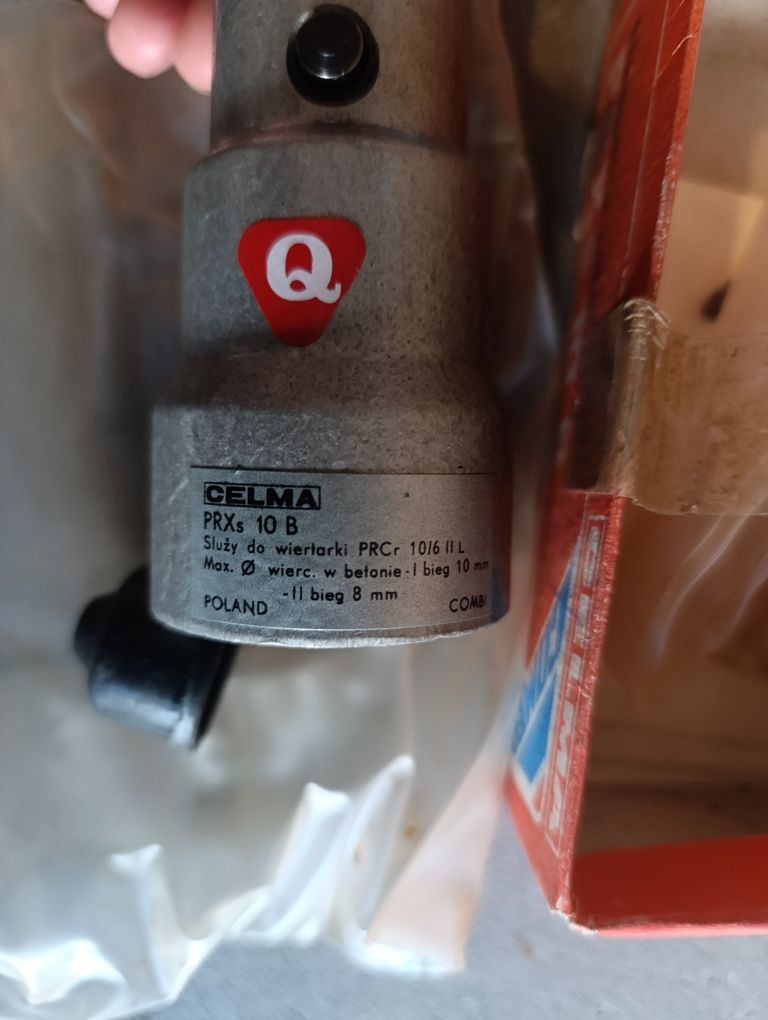 Q
CELMA
PRXs 10 B
Służy do wiertarki PRCr 10/6 II L
Max. Ø wierc. w betonie - I bieg 10 mm
- II bieg 8 mm
POLAND COMBI
CELMA